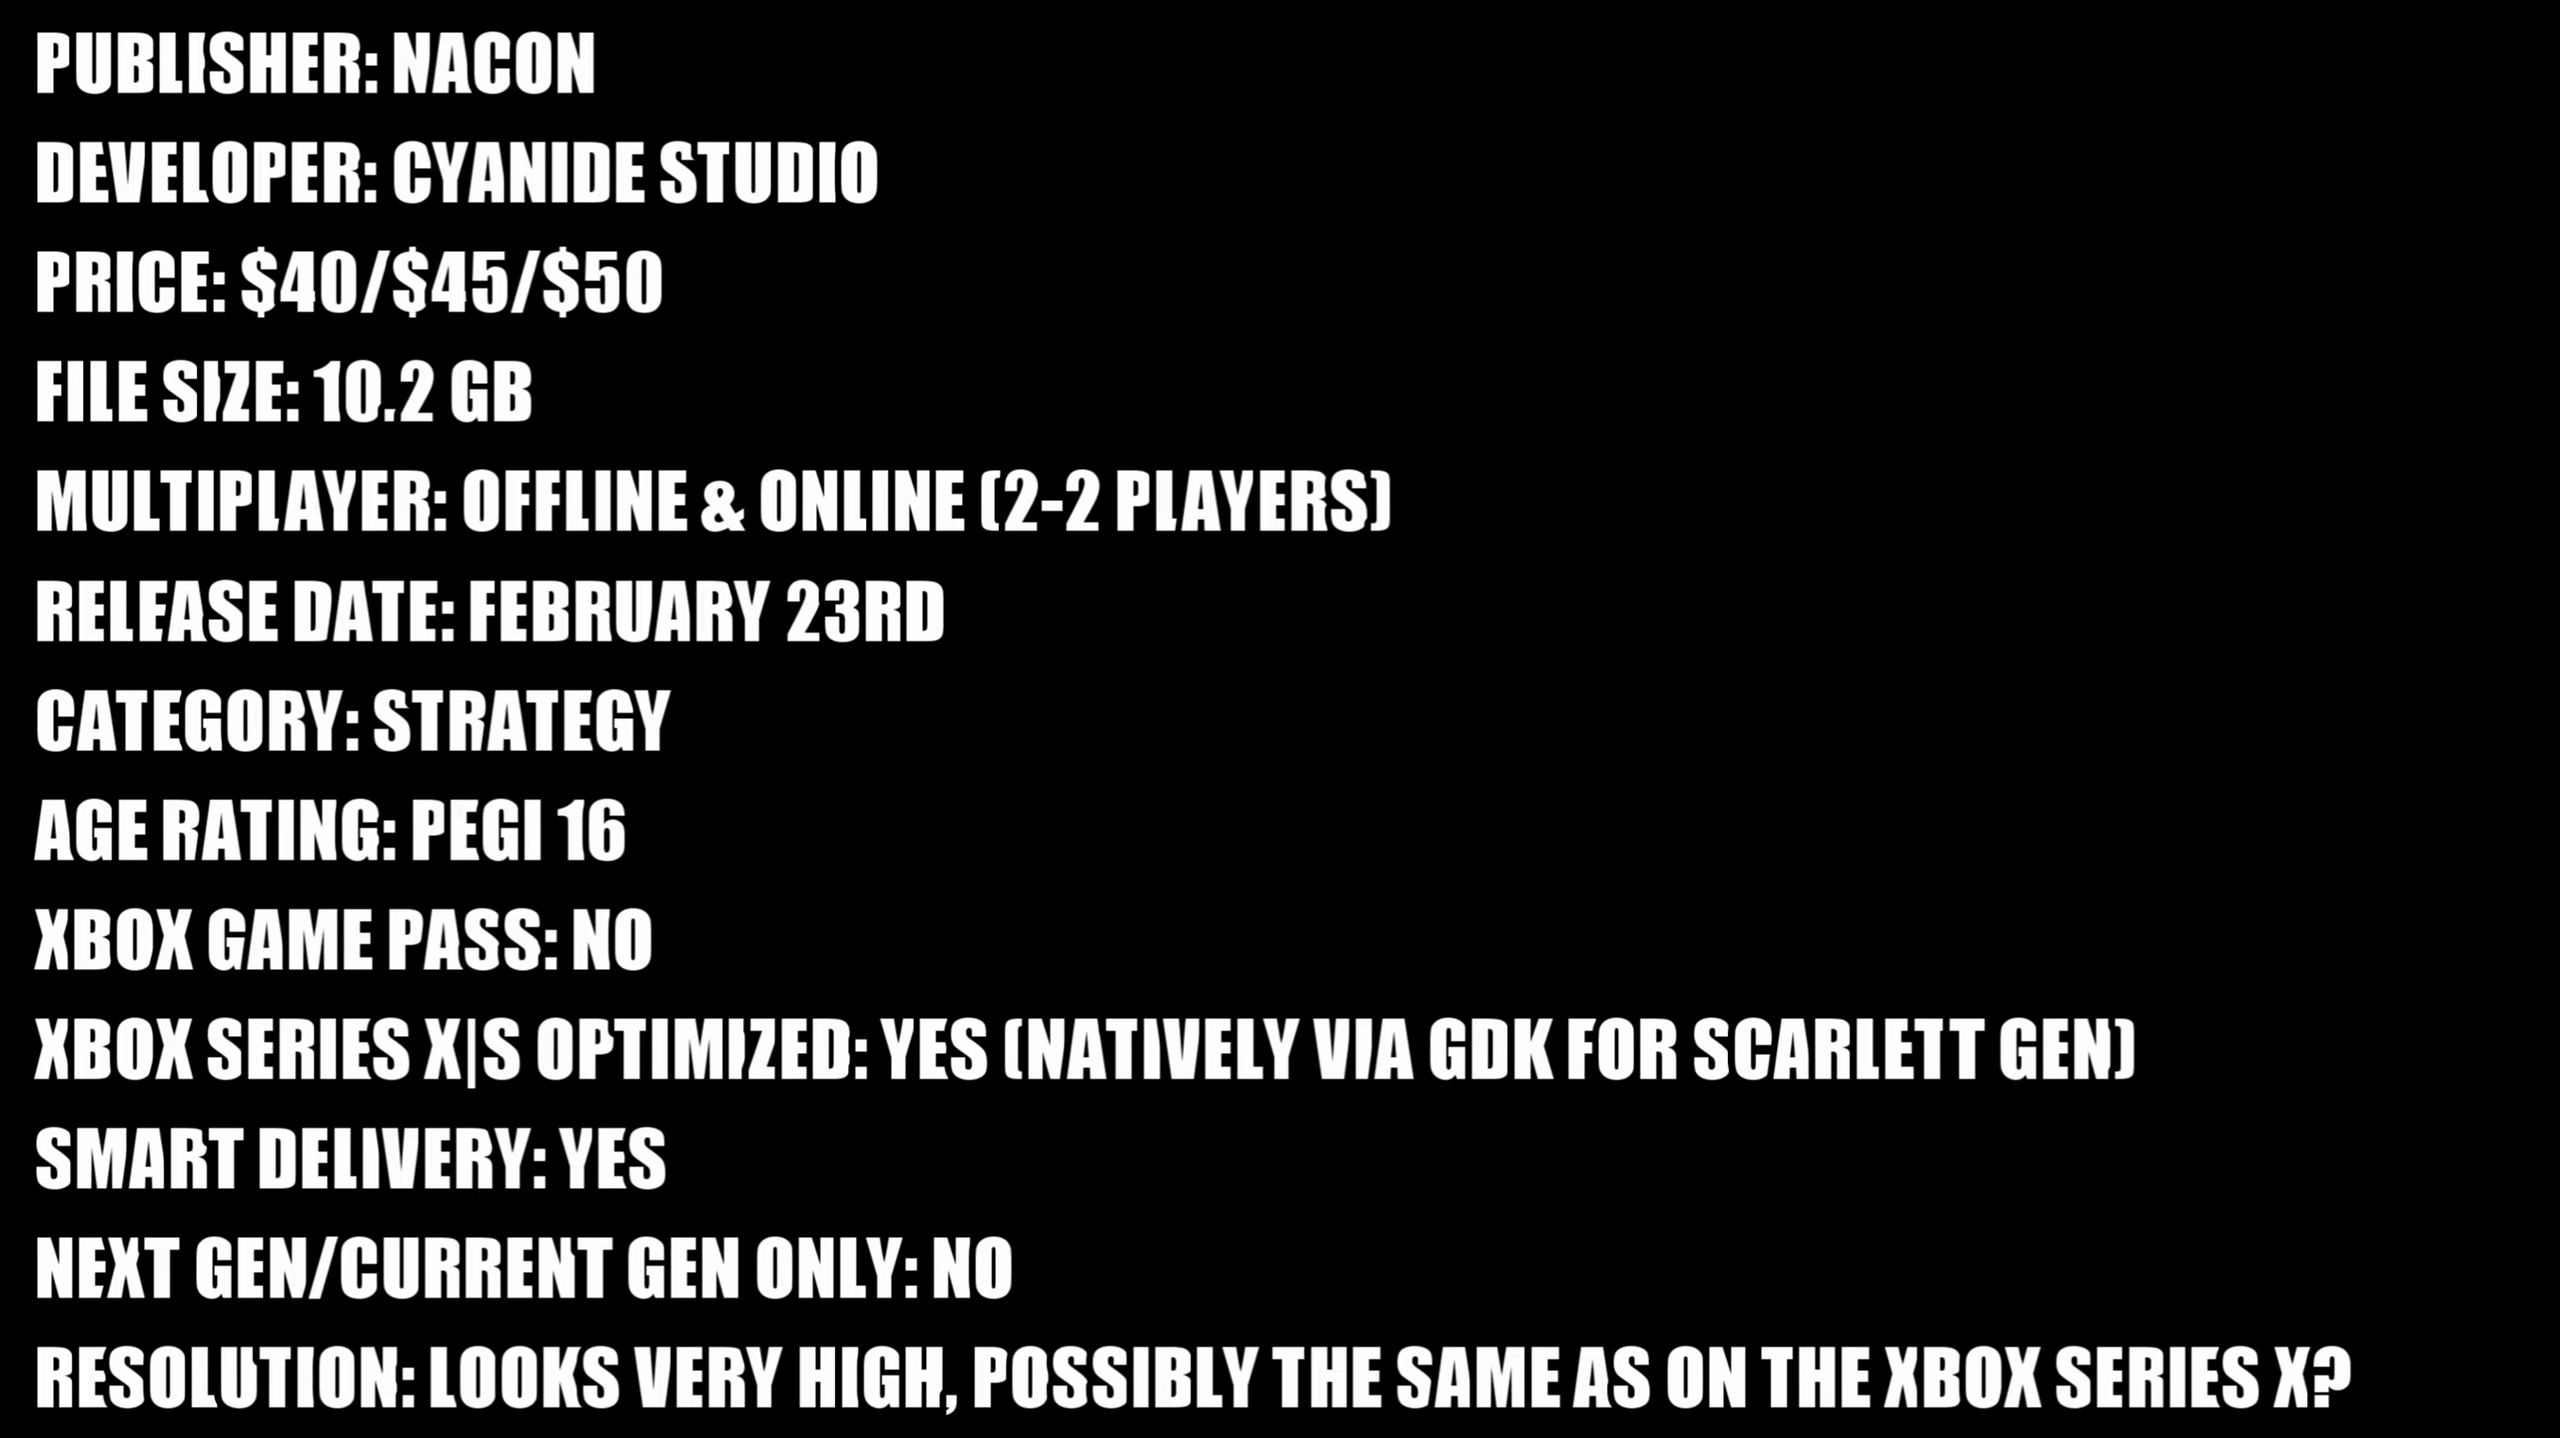 PUBLISHER: NACON
DEVELOPER: CYANIDE STUDIO
PRICE: $40/$45/$50
FILE SIZE: 10.2 GB
MULTIPLAYER: OFFLINE & ONLINE (2-2 PLAYERS)
RELEASE DATE: FEBRUARY 23RD
CATEGORY: STRATEGY
AGE RATING: PEGI 16
XBOX GAME PASS: NO
XBOX SERIES X|S OPTIMIZED: YES (NATIVELY VIA GDK FOR SCARLETT GEN)
SMART DELIVERY: YES
NEXT GEN/CURRENT GEN ONLY: NO
RESOLUTION: LOOKS VERY HIGH, POSSIBLY THE SAME AS ON THE XBOX SERIES X?